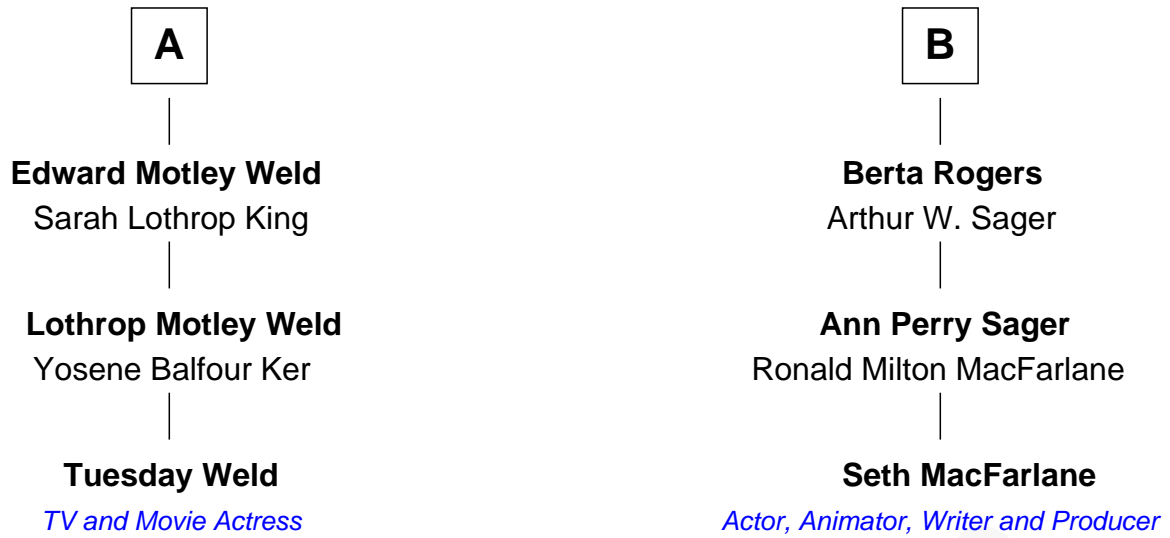 A
Edward Motley Weld
Sarah Lothrop King
Lothrop Motley Weld
Yosene Balfour Ker
Tuesday Weld
TV and Movie Actress
B
Berta Rogers
Arthur W. Sager
Ann Perry Sager
Ronald Milton MacFarlane
Seth MacFarlane
Actor, Animator, Writer and Producer